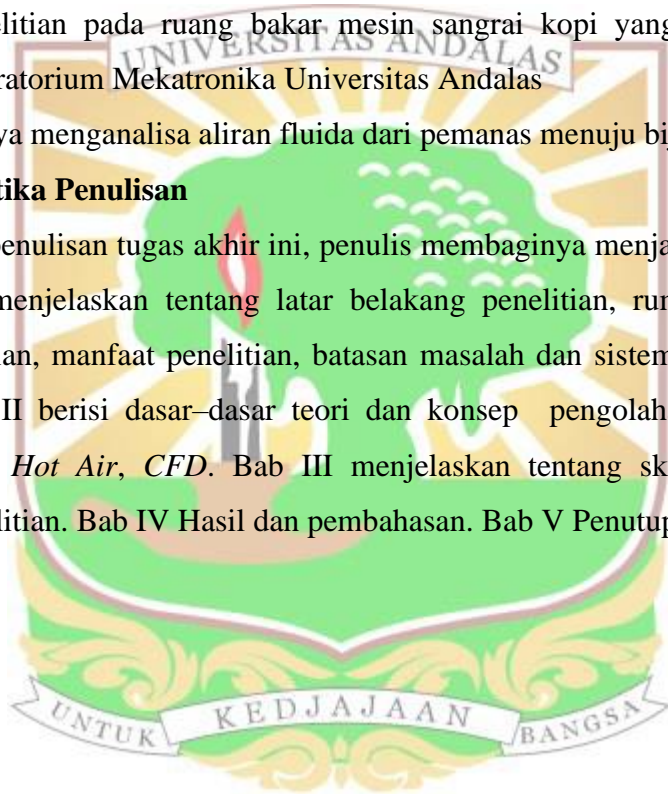 elitian pada ruang bakar mesin sangrai kopi yang
UNIVERSITAS ANDALAS
ratorium Mekatronika Universitas Andalas
ya menganalisa aliran fluida dari pemanas menuju bi
tika Penulisan
penulisan tugas akhir ini, penulis membaginya menja
menjelaskan tentang latar belakang penelitian, ru
an, manfaat penelitian, batasan masalah dan sistem
II berisi dasar–dasar teori dan konsep pengolah
Hot Air, CFD. Bab III menjelaskan tentang sk
litian. Bab IV Hasil dan pembahasan. Bab V Penutup
UNTUK KEDJAJAAN BANGSA